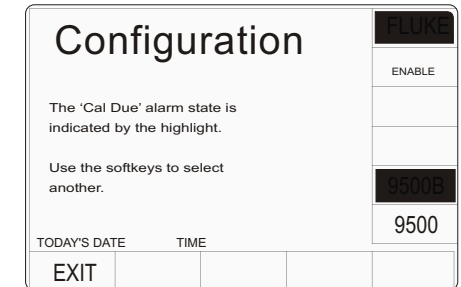 Configuration
FLUKE
ENABLE
The ‘Cal Due’ alarm state is
indicated by the highlight.
Use the softkeys to select
another.
9500B
9500
TODAY'S DATE TIME
EXIT